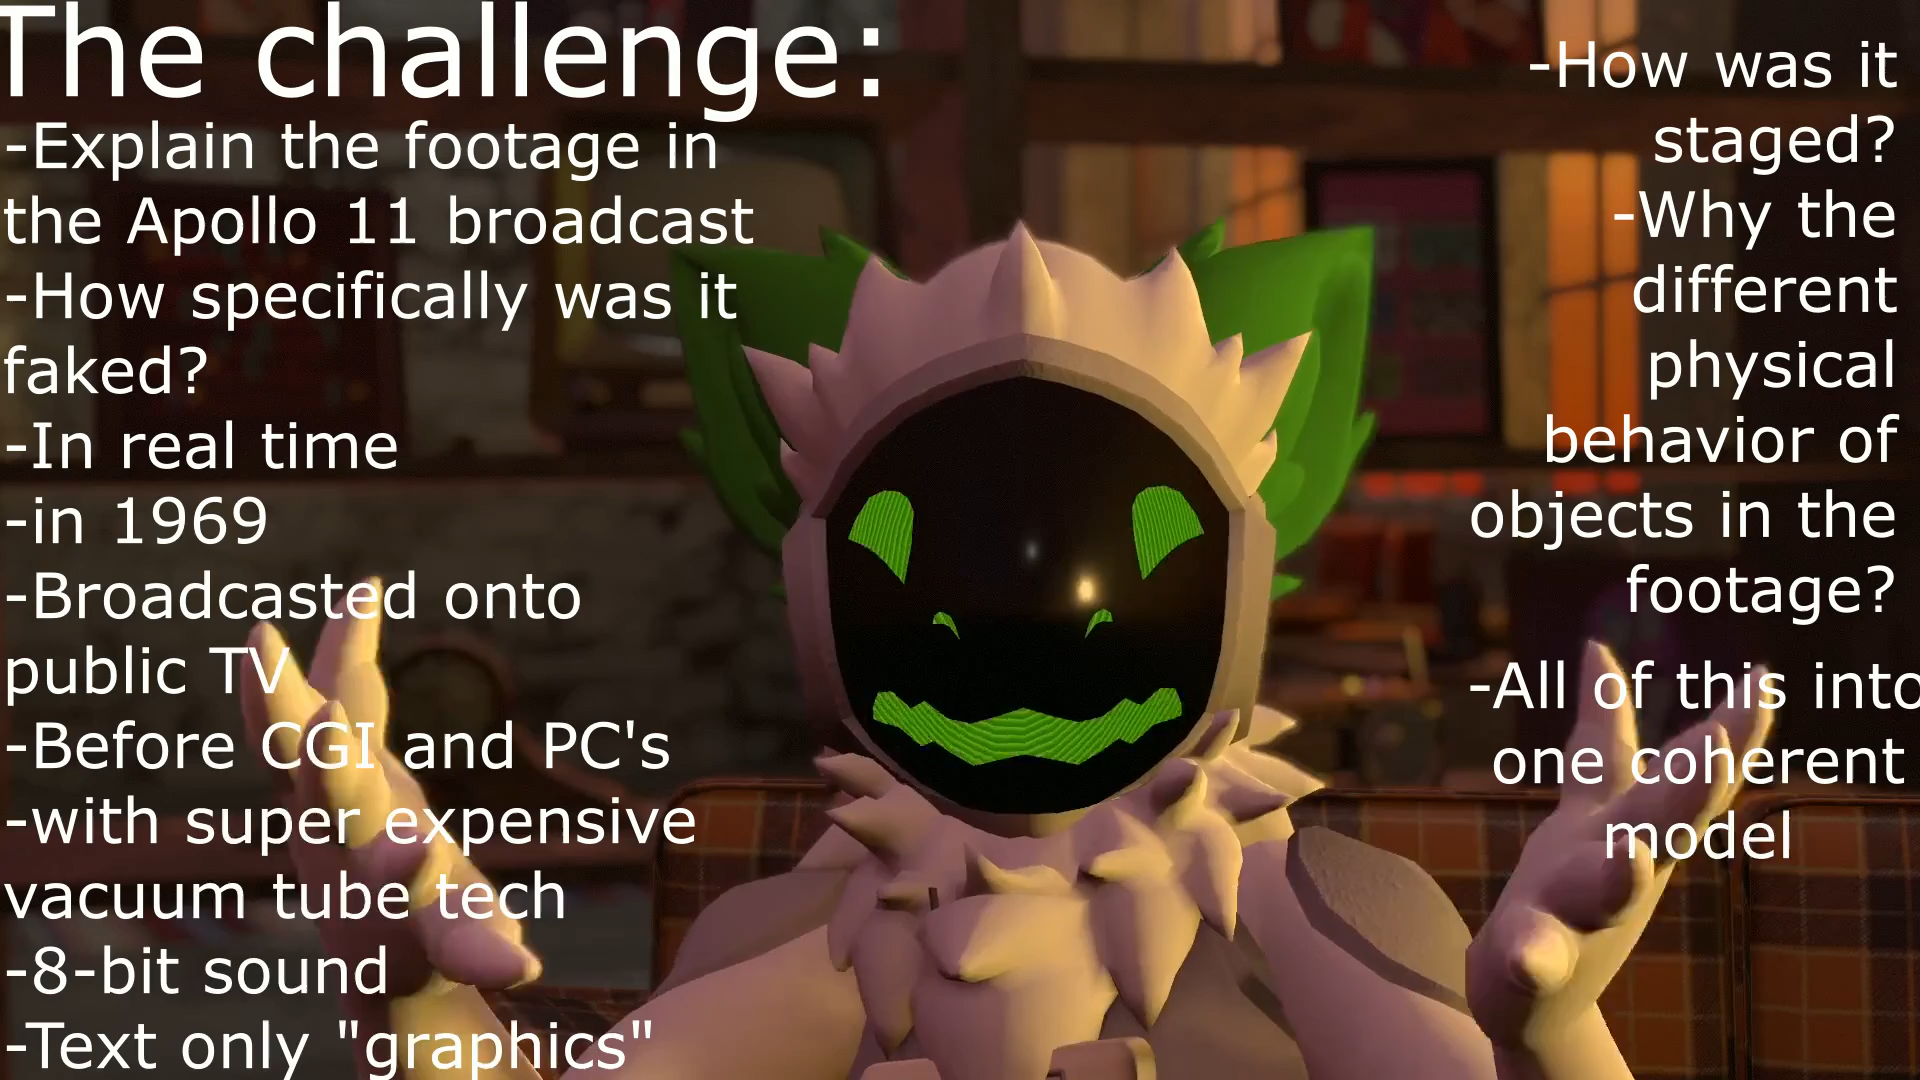 The challenge:
-Explain the footage in
the Apollo 11 broadcast
-How specifically was it
faked?
-In real time
-in 1969
-Broadcasted onto
public TV
-Before CGI and PC's
-with super expensive
vacuum tube tech
-8-bit sound
-Text only "graphics"
-How was it
staged?
-Why the
different
physical
behavior of
objects in the
footage?
-All of this into
one coherent
model